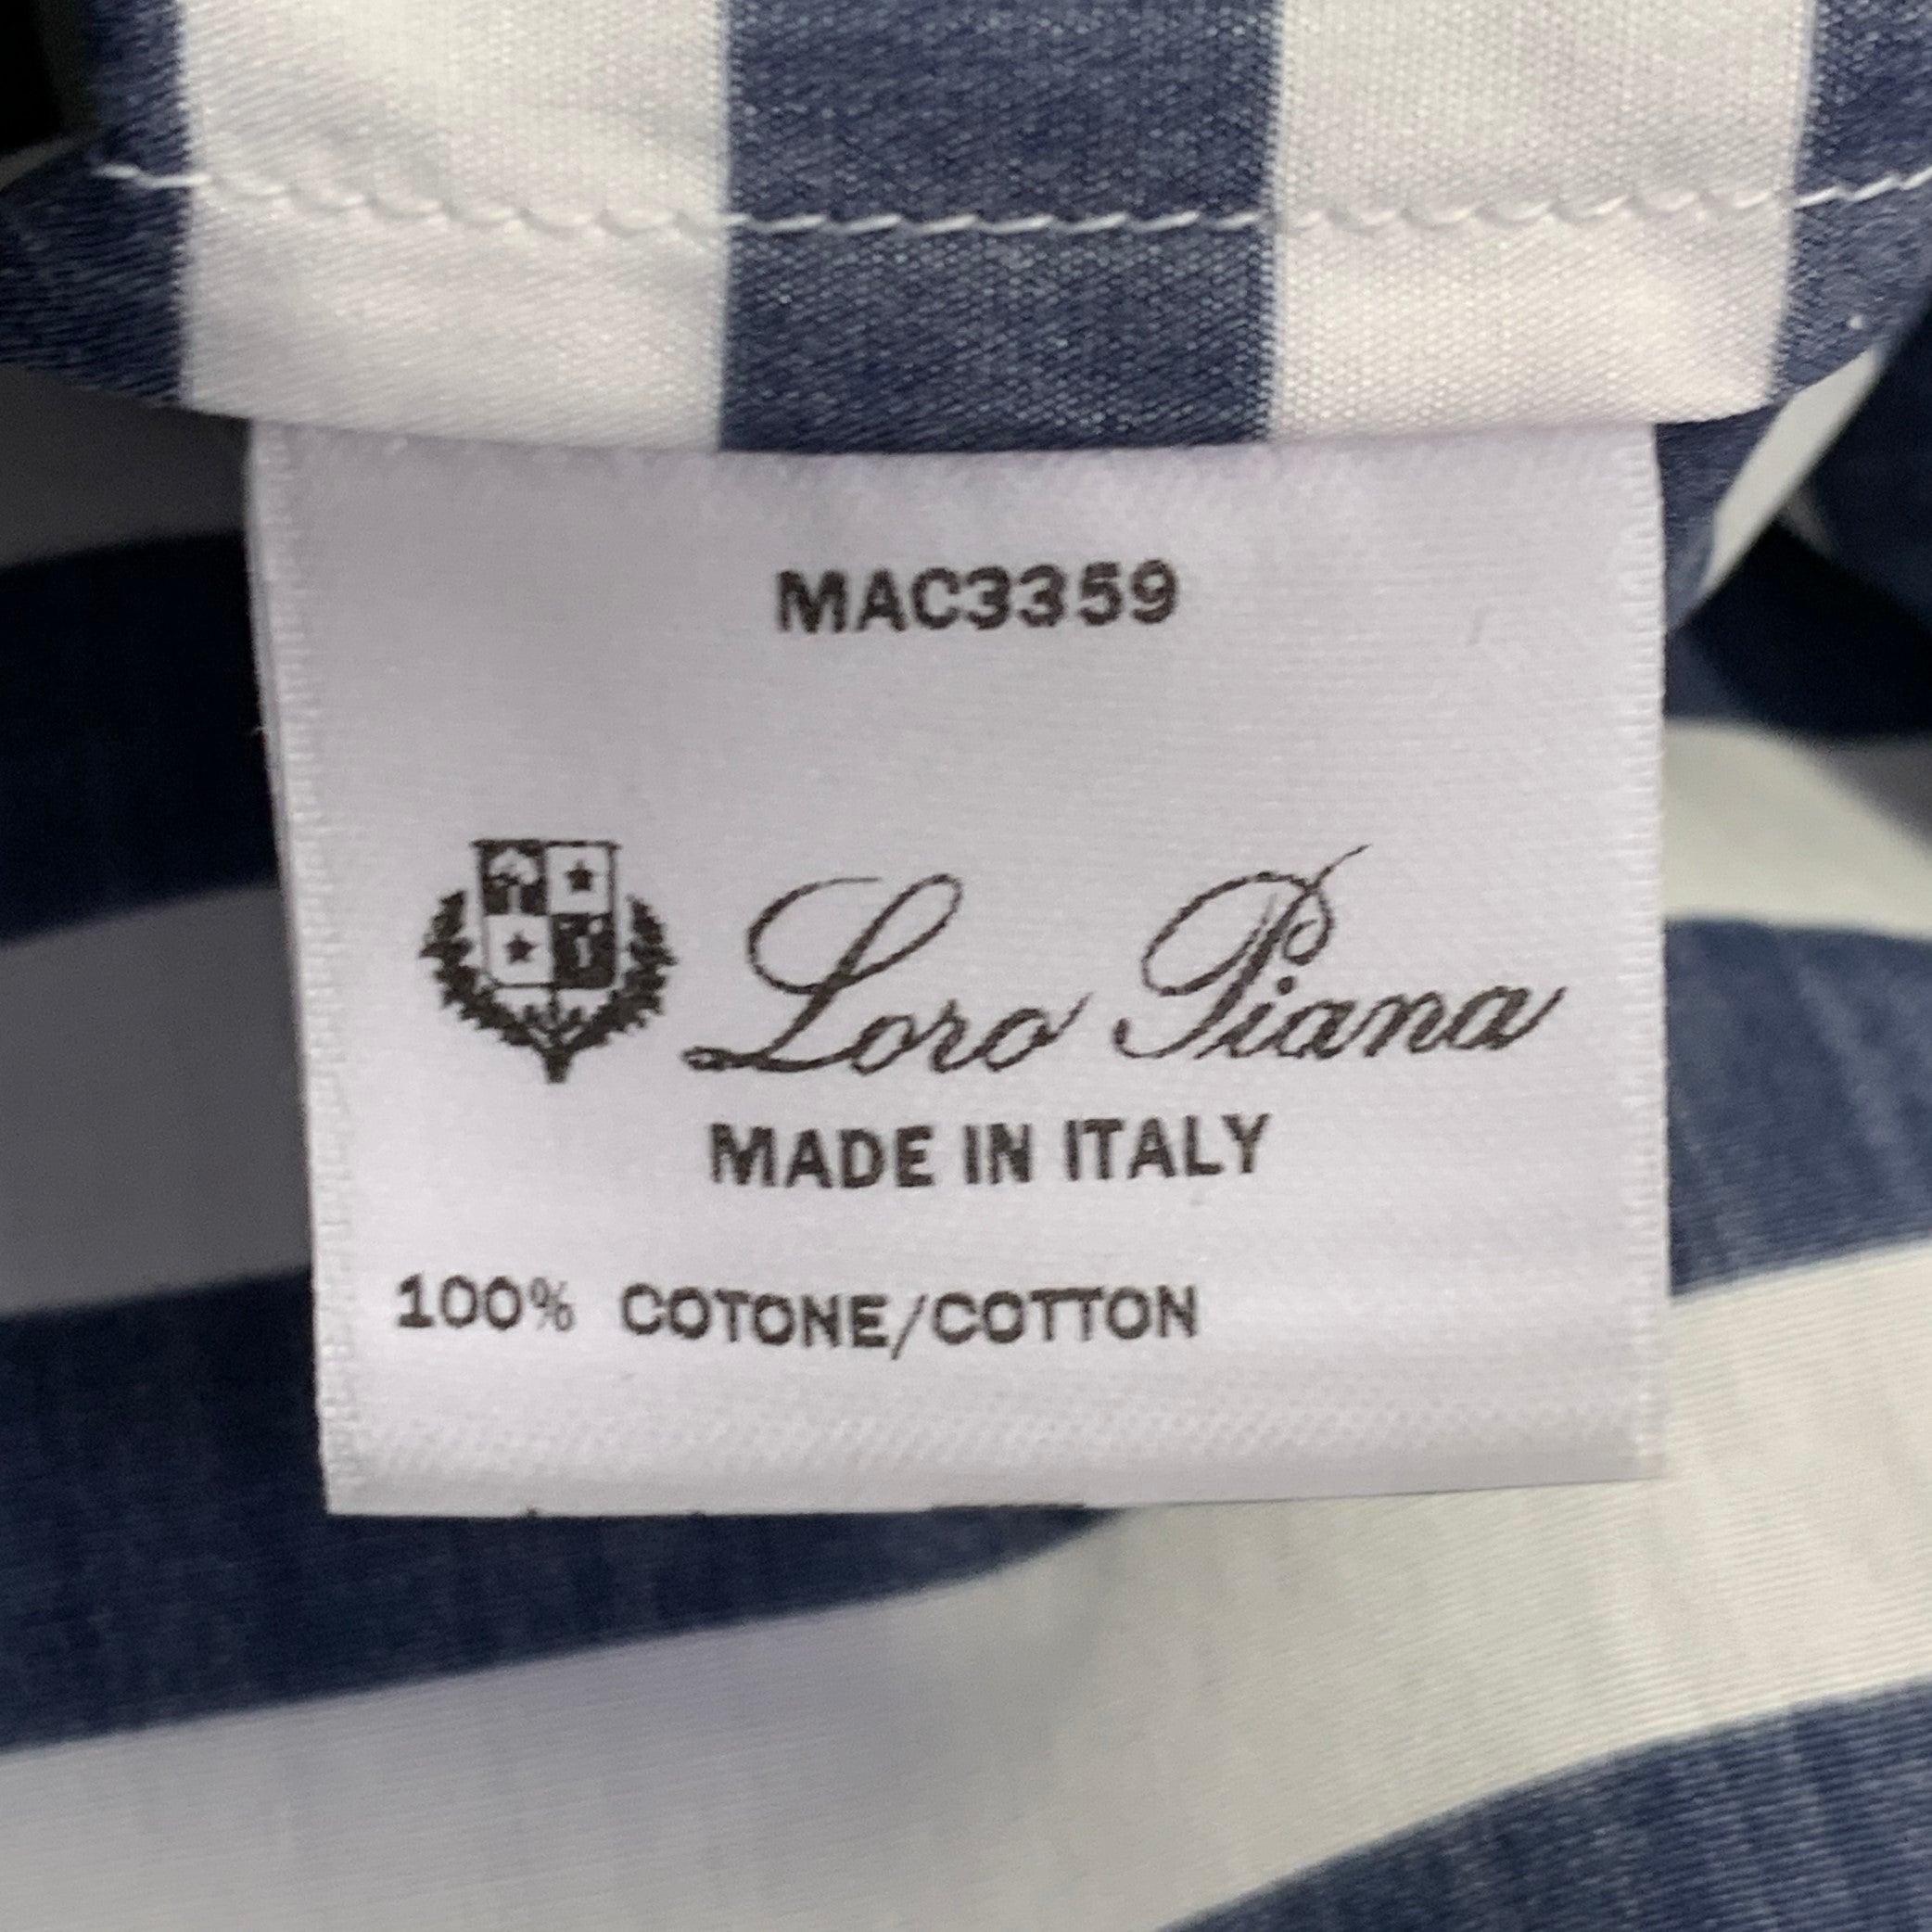 MAC3359
Loro Piana
MADE IN ITALY
100% COTONE/COTTON